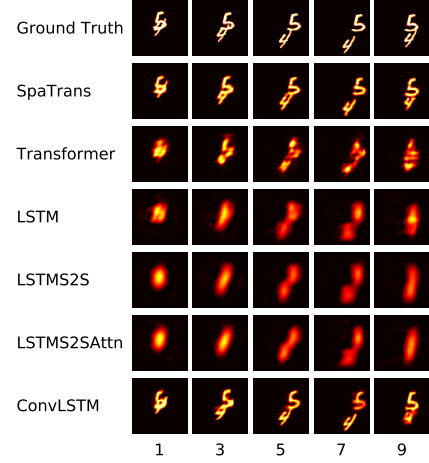 Ground Truth
SpaTrans
Transformer
LSTM
LSTMS2S
LSTMS2SAttn
ConvLSTM
1 3 5 7 9